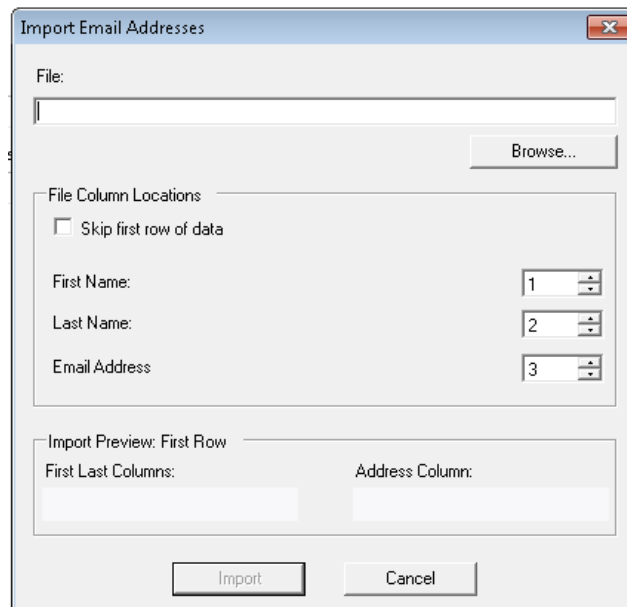 Import Email Addresses
File:
Browse...
File Column Locations
Skip first row of data
First Name: 1
Last Name: 2
Email Address 3
Import Preview: First Row
First Last Columns: Address Column:
Import Cancel